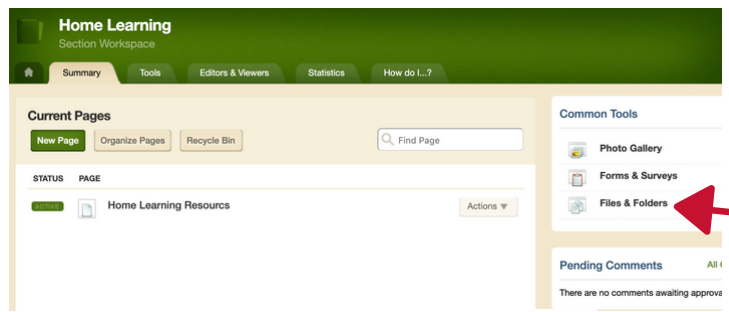 Home Learning
Section Workspace
Summary Tools Editors & Viewers Statistics How do I...?
Current Pages
New Page Organize Pages Recycle Bin Find Page
STATUS PAGE
ACTIVE Home Learning Resourcs Actions
Common Tools
Photo Gallery
Forms & Surveys
Files & Folders
Pending Comments All
There are no comments awaiting approva